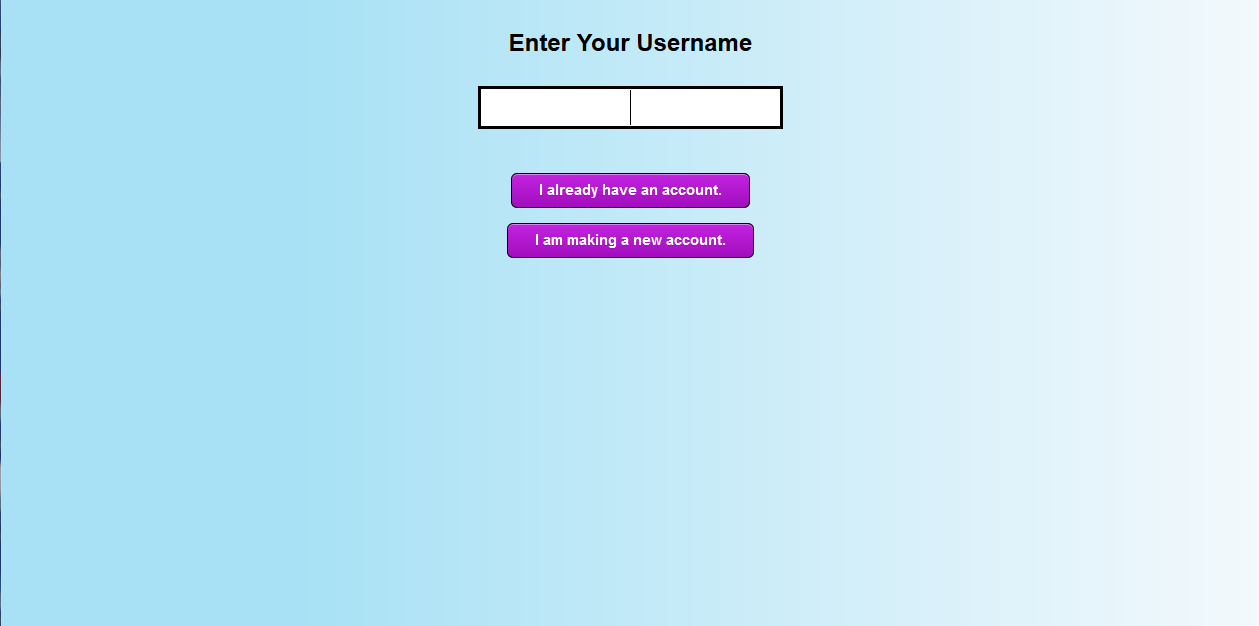 Enter Your Username
I already have an account.
I am making a new account.